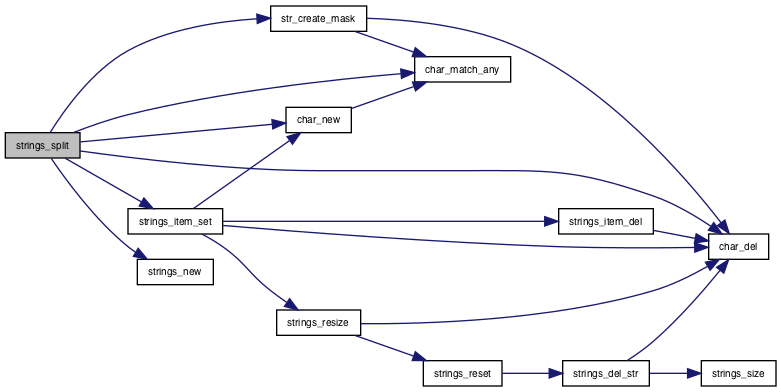 str_create_mask
char_match_any
char_new
strings_split
strings_item_set
strings_item_del
char_del
strings_new
strings_resize
strings_reset
strings_del_str
strings_size